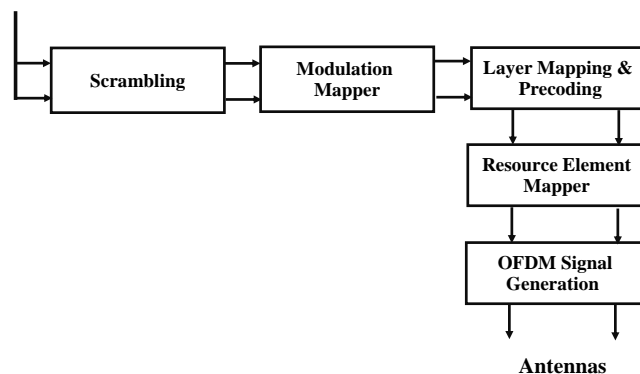 Scrambling
Modulation
Mapper
Layer Mapping &
Precoding
Resource Element
Mapper
OFDM Signal
Generation
Antennas